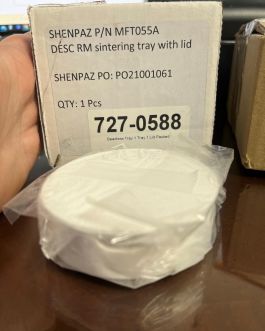 SHENPAZ P/N MFT055A
DESC RM sintering tray with lid
SHENPAZ PO: PO21001061
QTY: 1 Pcs
727-0588